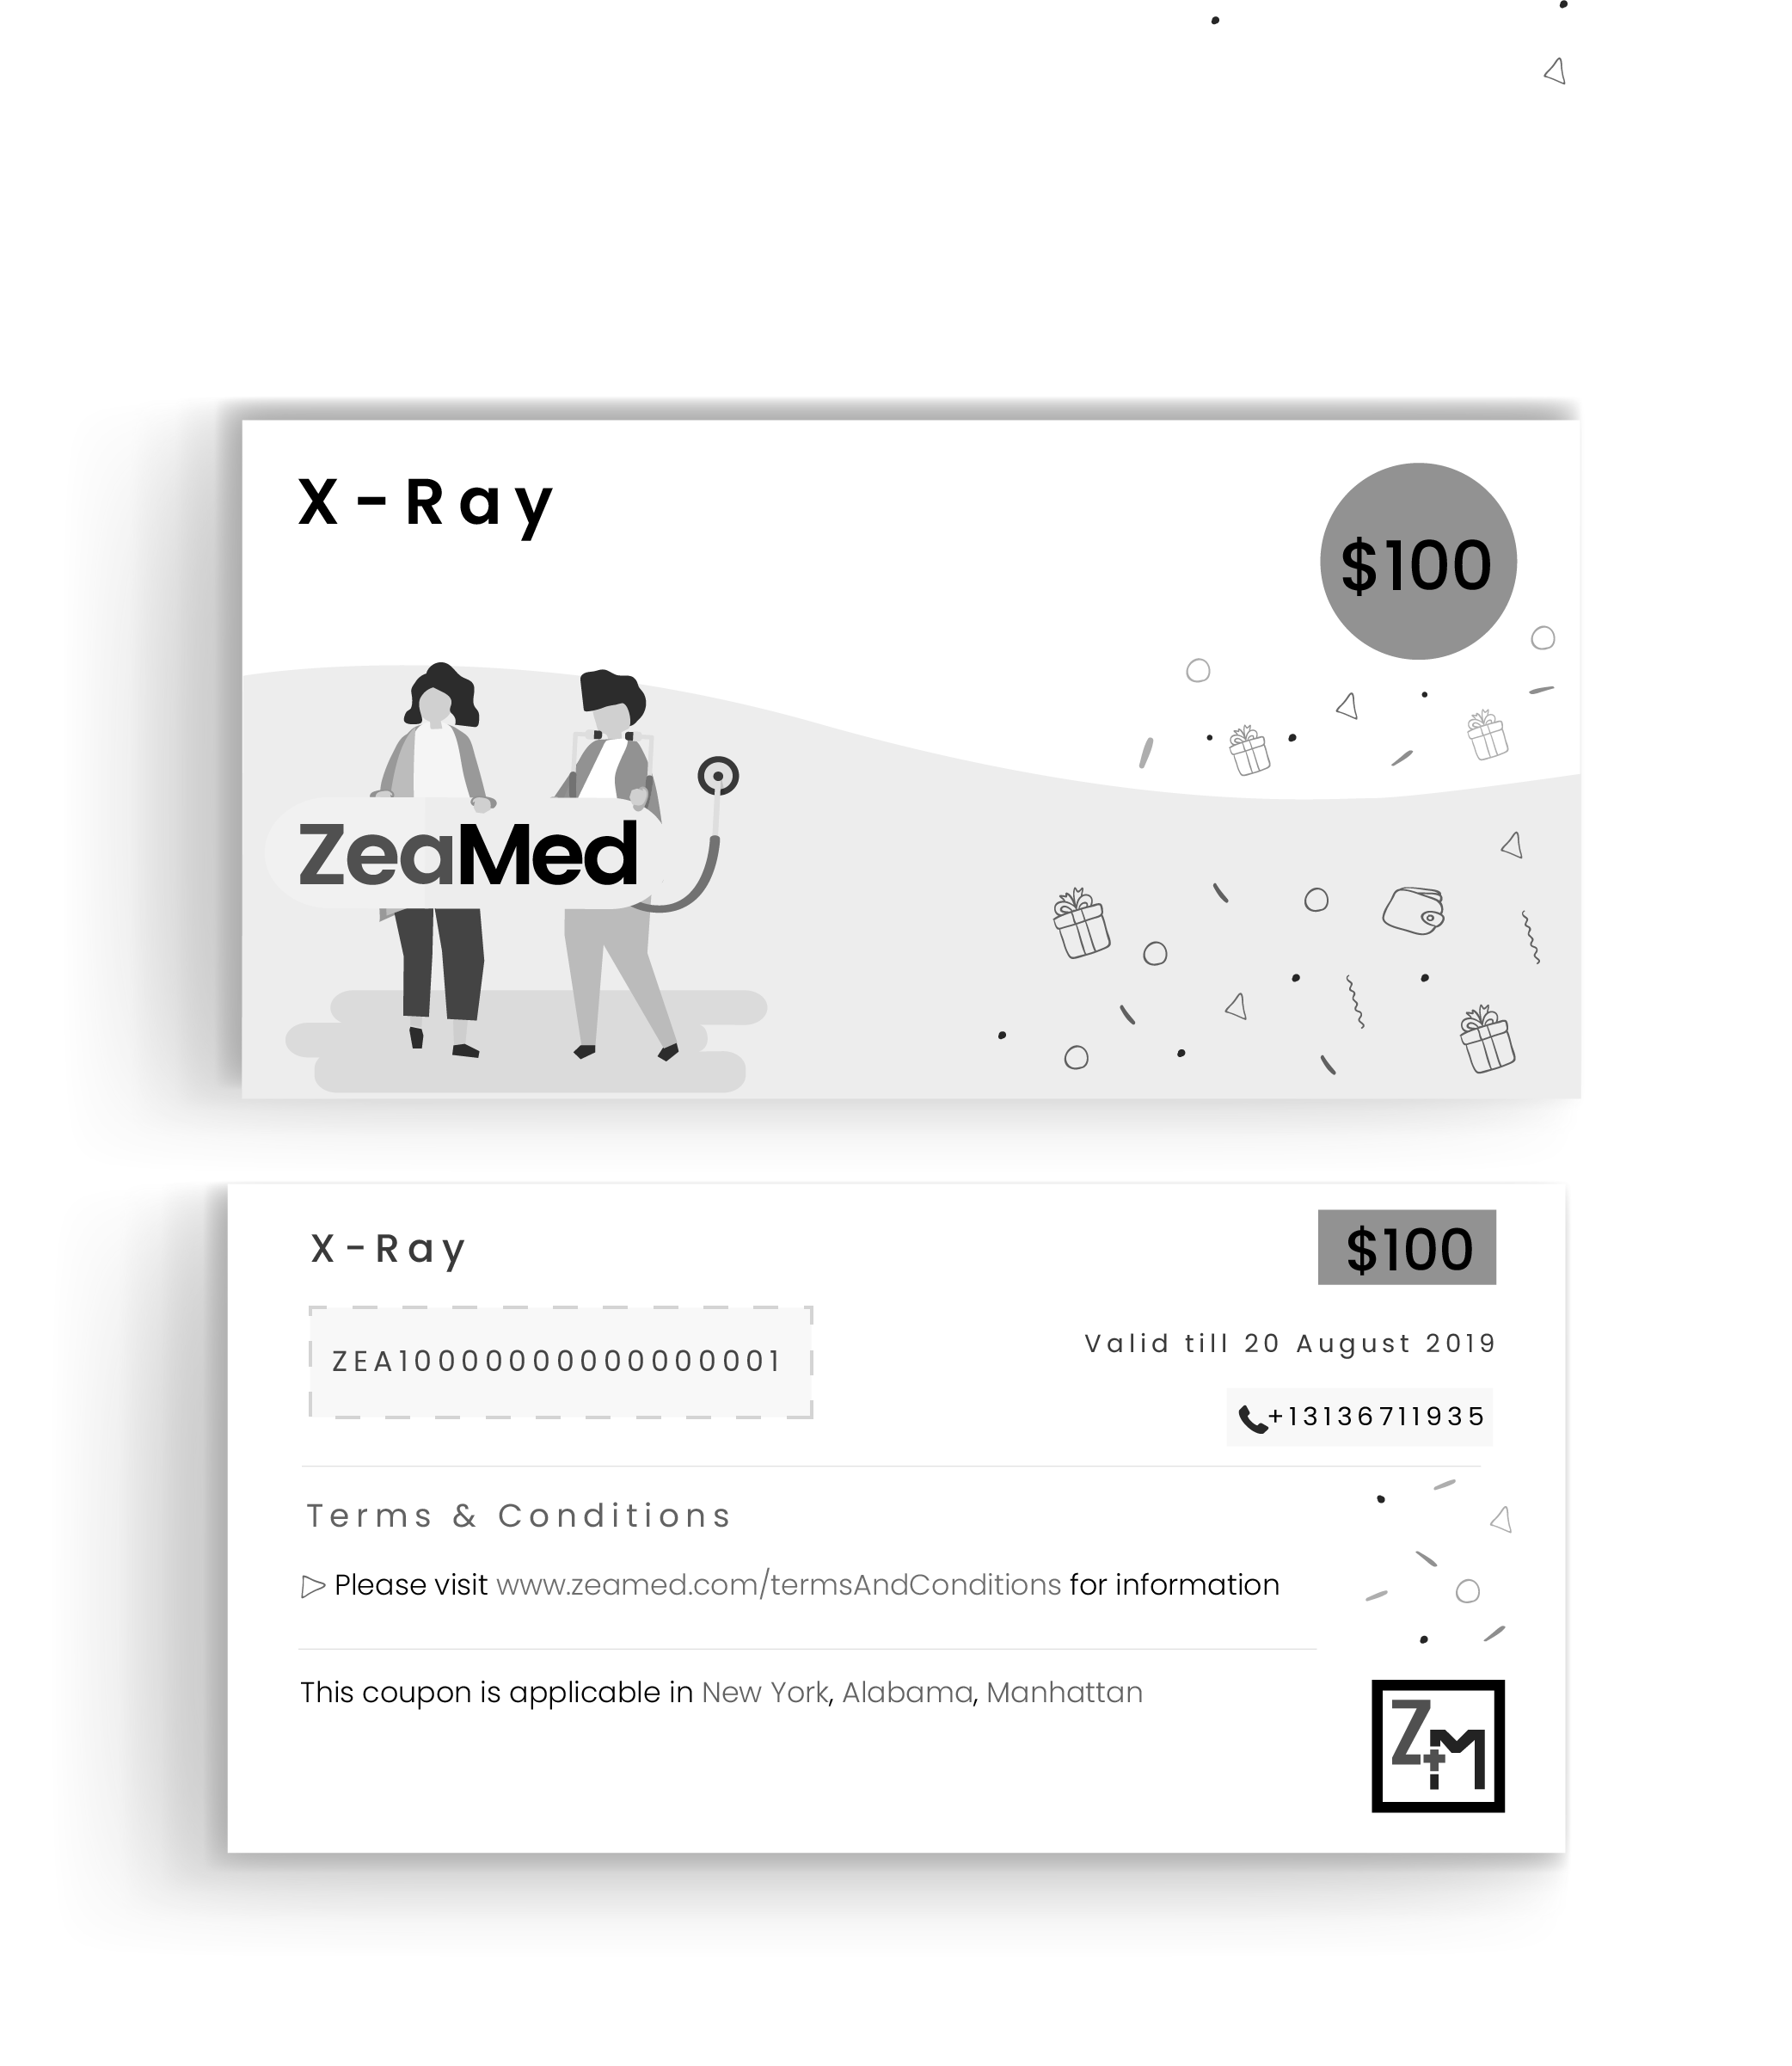 X-Ray
$100
ZeaMed
X-Ray
$100
ZEA10000000000000001
Valid till 20 August 2019
+13136711935
Terms & Conditions
Please visit www.zeamed.com/termsAndConditions for information
This coupon is applicable in New York, Alabama, Manhattan
Z+M